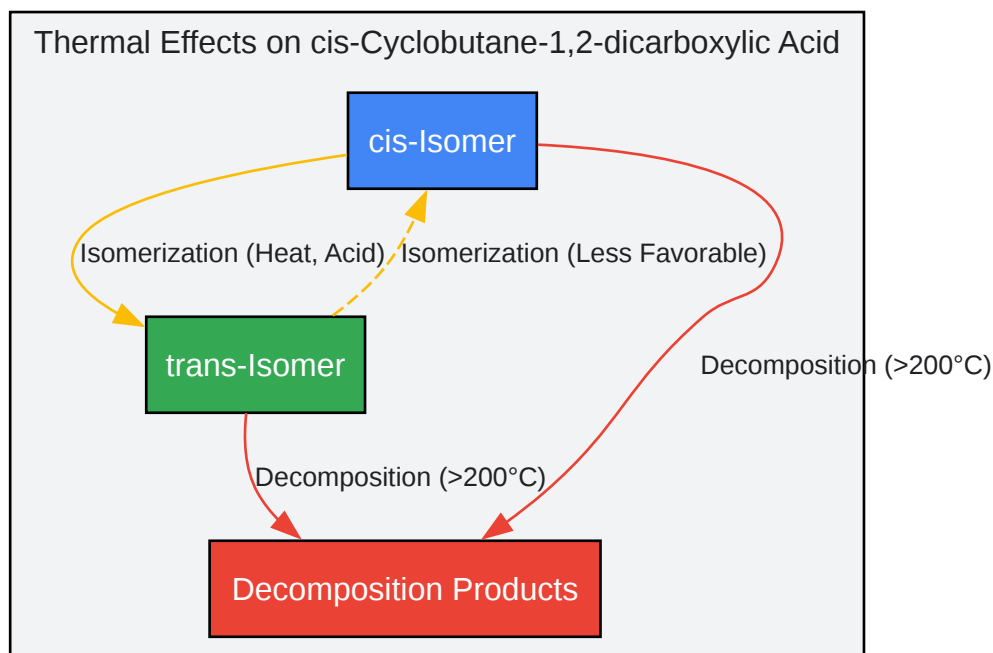 Thermal Effects on cis-Cyclobutane-1,2-dicarboxylic Acid
cis-Isomer
Isomerization (Heat, Acid)
Isomerization (Less Favorable)
trans-Isomer
Decomposition (>200°C)
Decomposition (>200°C)
Decomposition Products